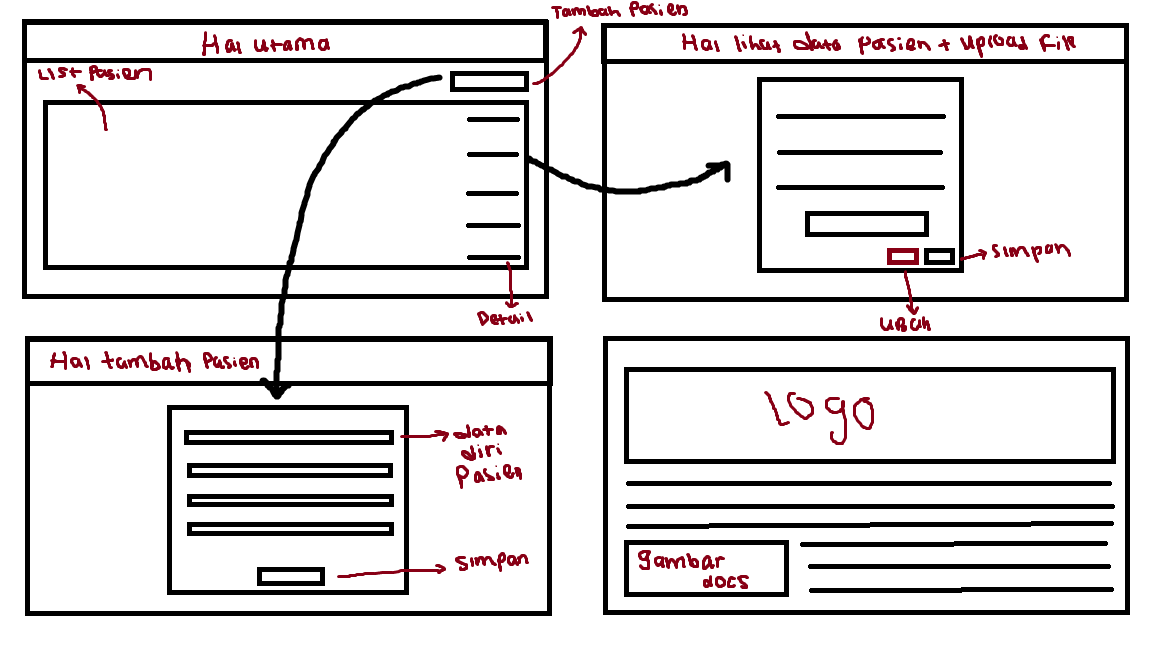 Hal utama
List Pasien
Tambah Pasien
Detail
Hal lihat data pasien + upload File
Simpan
UBah
Hal tambah Pasien
data
diri
Pasien
Simpan
Logo
gambar
docs